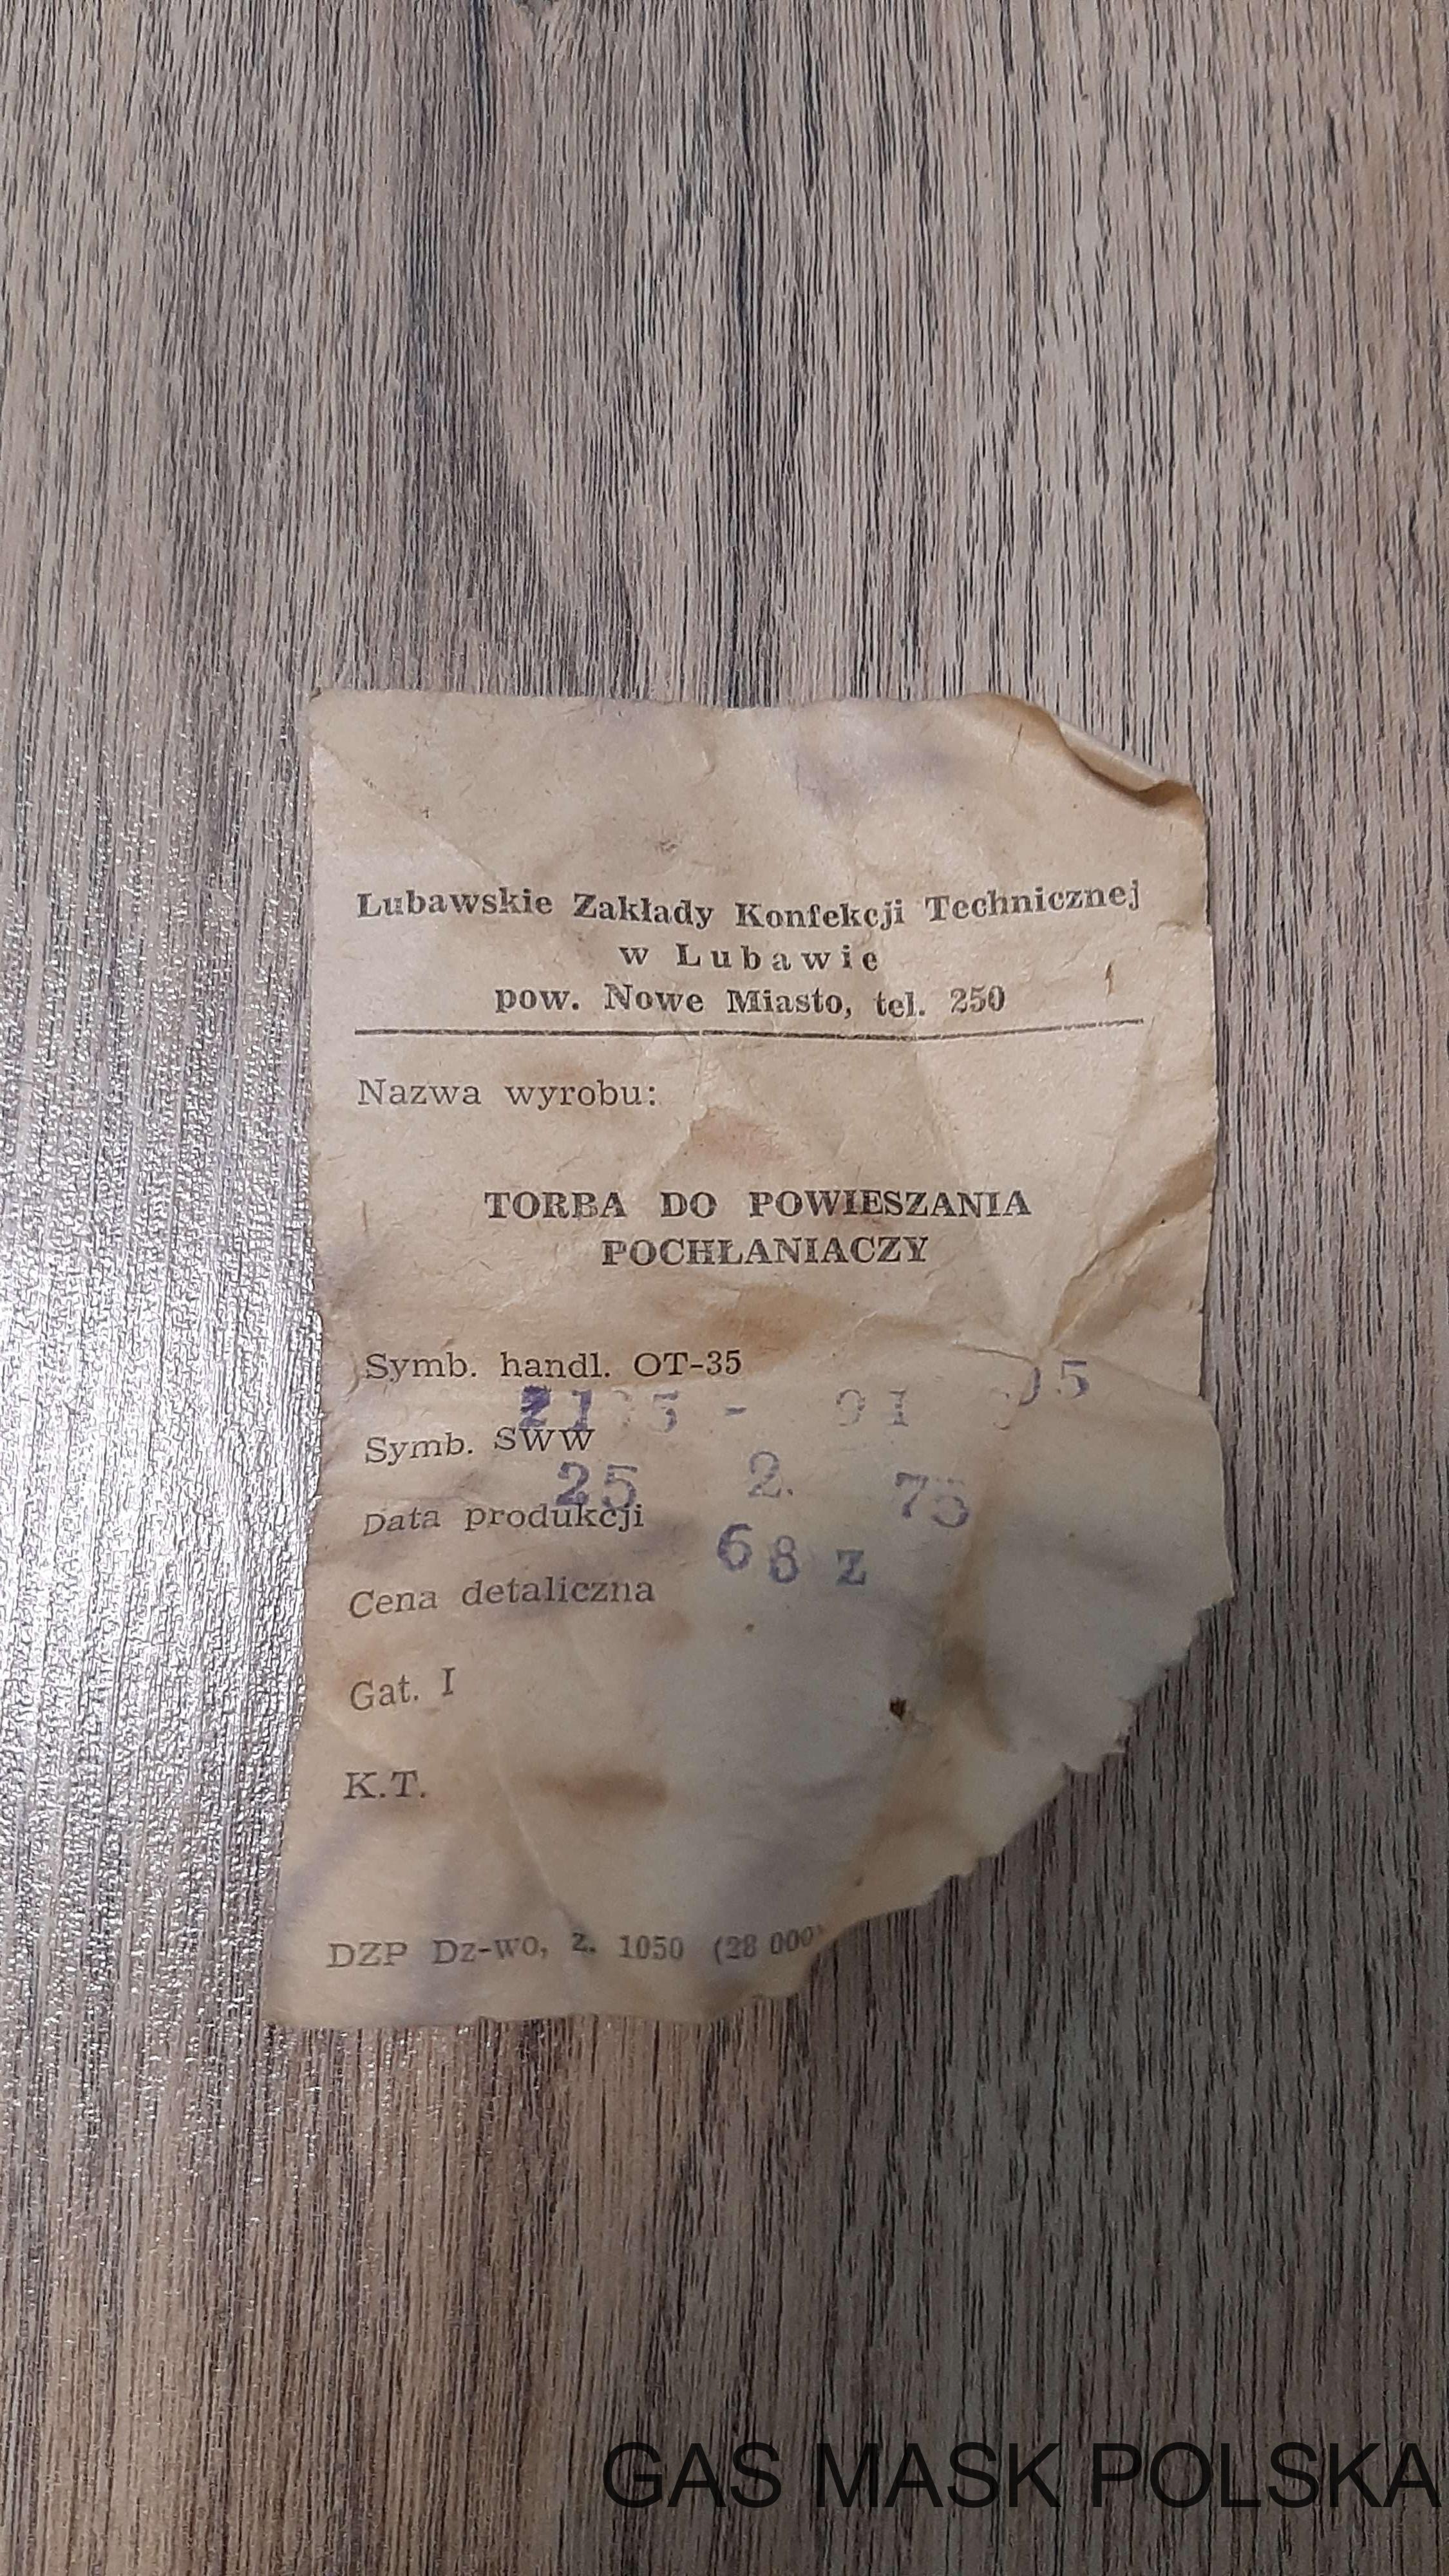 Lubawskie Zakłady Konfekcji Technicznej
w Lubawie
pow. Nowe Miasto, tel. 250
Nazwa wyrobu:
TORBA DO POWIESZANIA
POCHŁANIACZY
Symb. handl. OT-35
Symb. SWW
25 2. 75
Data produkcji
68 z
Cena detaliczna
Gat. I
K.T.
DZP Dz-wo, z. 1050 (28 000)
GAS MASK POLSKA